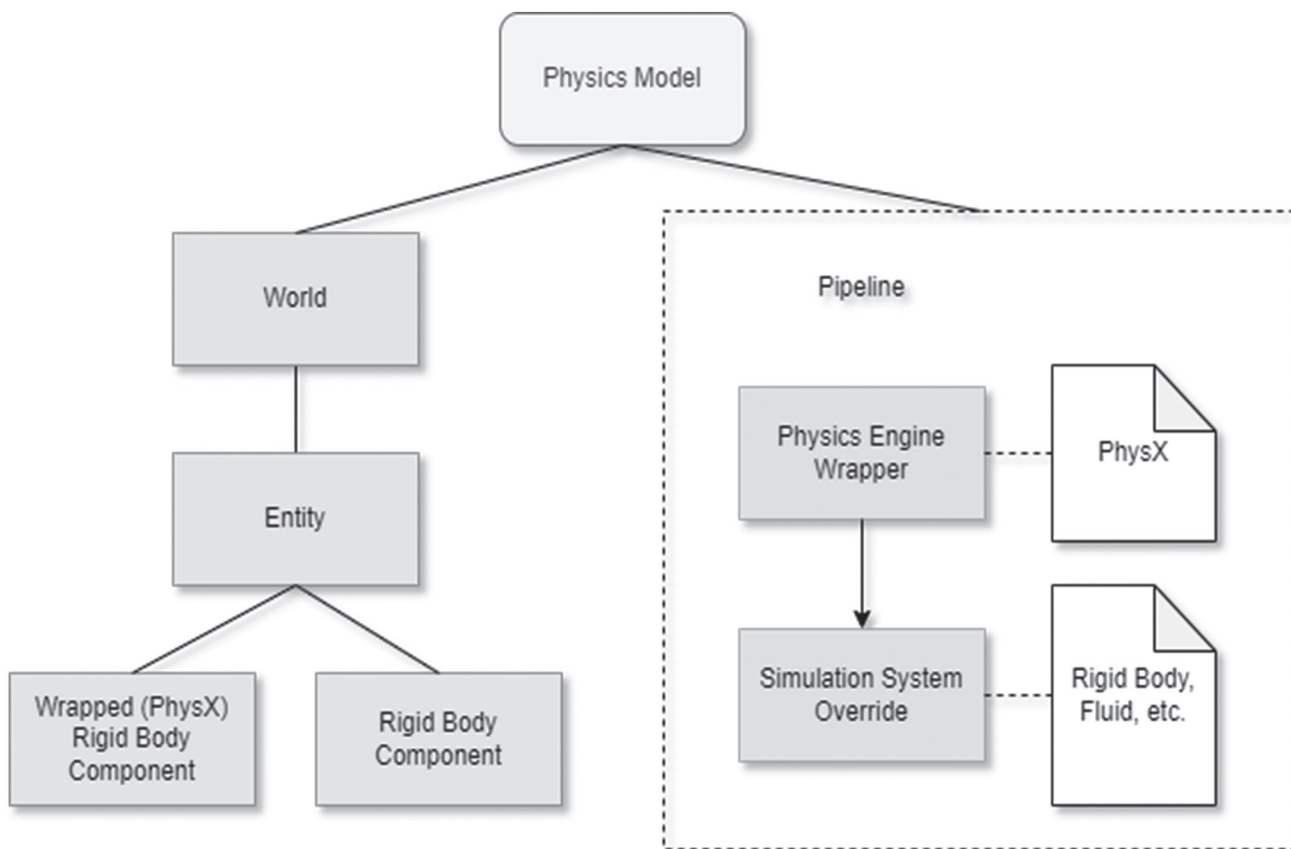 Physics Model
World
Pipeline
Physics Engine
Wrapper
PhysX
Entity
Simulation System
Override
Rigid Body,
Fluid, etc.
Wrapped (PhysX)
Rigid Body
Component
Rigid Body
Component